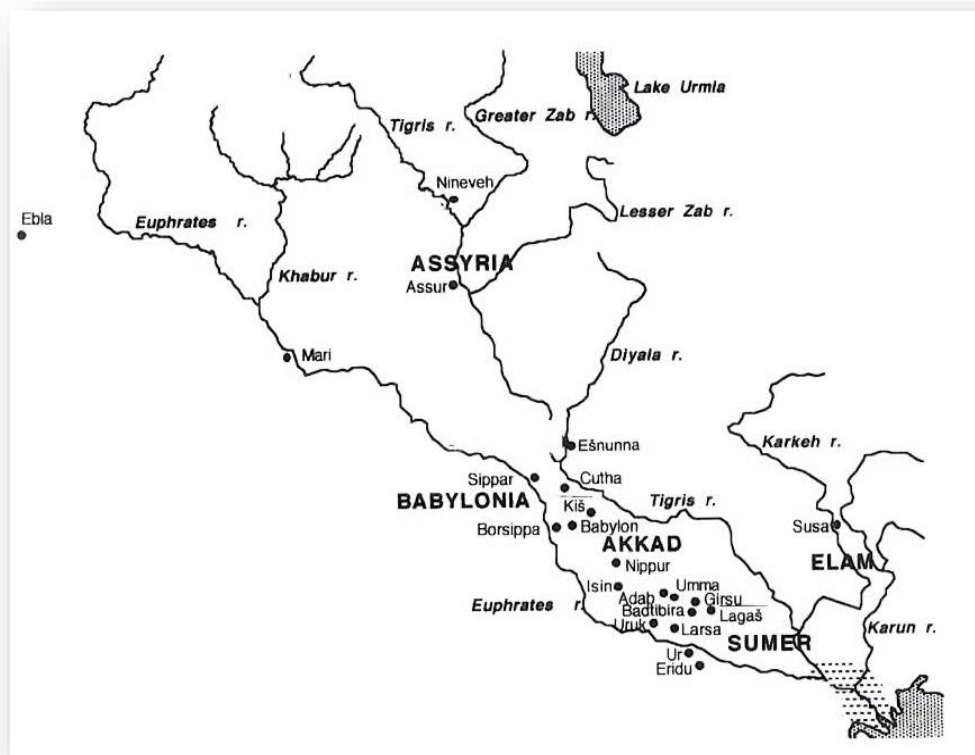 Lake Urmia
Tigris r.
Greater Zab r.
Nineveh
Ebla
Euphrates r.
Lesser Zab r.
ASSYRIA
Khabur r.
Assur
Mari
Diyala r.
Karkeh r.
Ešnunna
Sippar
Cutha
BABYLONIA
Tigris r.
Kiš
Borsippa
Babylon
Susa
AKKAD
ELAM
Nippur
Isin
Umma
Adab
Girsu
Euphrates r.
Badtibira
Lagaš
Uruk
Larsa
SUMER
Karun r.
Ur
Eridu